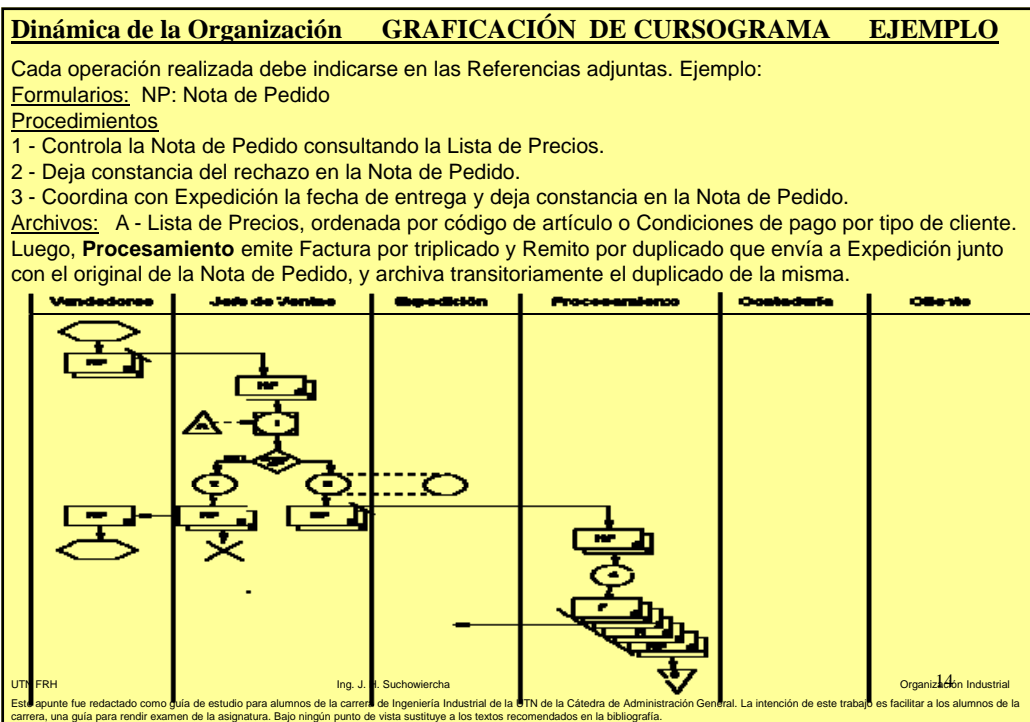 Dinámica de la Organización GRAFICACIÓN DE CURSOGRAMA EJEMPLO
Cada operación realizada debe indicarse en las Referencias adjuntas. Ejemplo:
Formularios: NP: Nota de Pedido
Procedimientos
1 - Controla la Nota de Pedido consultando la Lista de Precios.
2 - Deja constancia del rechazo en la Nota de Pedido.
3 - Coordina con Expedición la fecha de entrega y deja constancia en la Nota de Pedido.
Archivos: A - Lista de Precios, ordenada por código de artículo o Condiciones de pago por tipo de cliente.
Luego, Procesamiento emite Factura por triplicado y Remito por duplicado que envía a Expedición junto
con el original de la Nota de Pedido, y archiva transitoriamente el duplicado de la misma.
Vendedores Jefe de Ventas Expedición Procesamiento Contaduría Cliente
NP
NP
1
A
2
3
NP
NP
NP
NP
4
F
UTN FRH Ing. J. H. Suchowiercha Organización Industrial
14
Este apunte fue redactado como guía de estudio para alumnos de la carrera de Ingeniería Industrial de la UTN de la Cátedra de Administración General. La intención de este trabajo es facilitar a los alumnos de la
carrera, una guía para rendir examen de la asignatura. Bajo ningún punto de vista sustituye a los textos recomendados en la bibliografía.